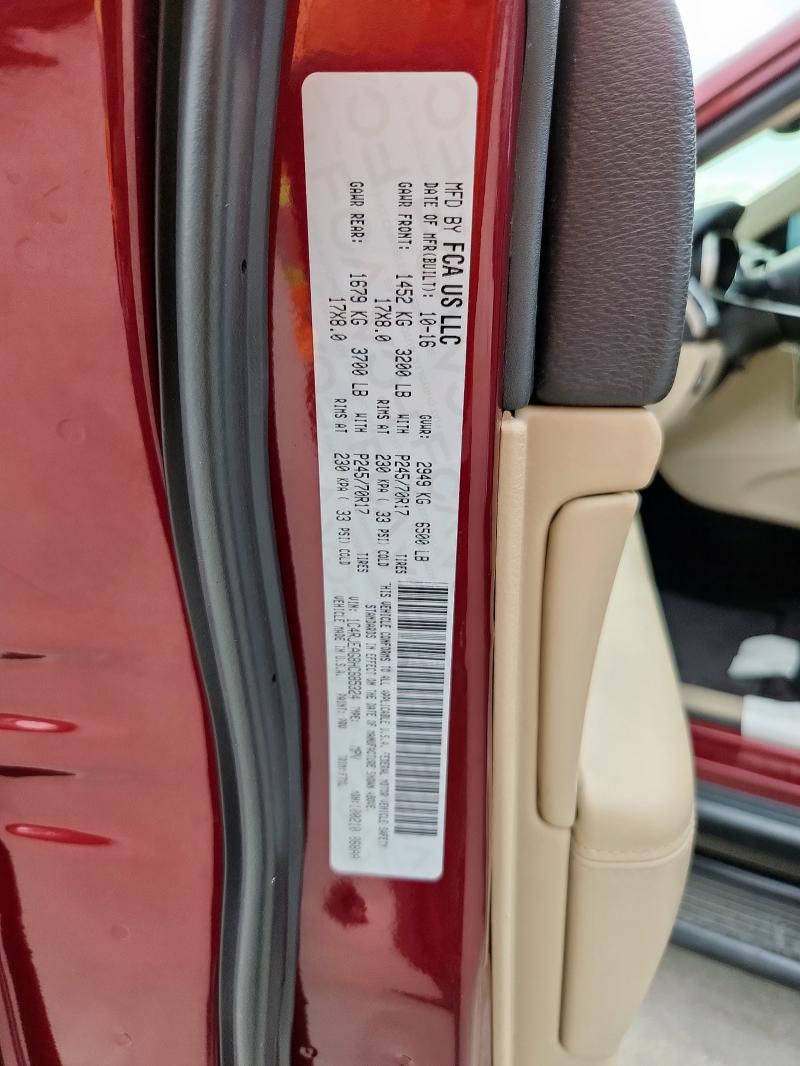 MFD BY FCA US LLC
DATE OF MFR(BUILT): 10-16 GVWR: 2949 KG 6500 LB
GAWR FRONT: 1452 KG 3200 LB WITH P245/70R17 TIRES
17X8.0 RIMS AT 230 KPA ( 33 PSI) COLD
GAWR REAR: 1679 KG 3700 LB WITH P245/70R17 TIRES
17X8.0 RIMS AT 230 KPA ( 33 PSI) COLD
THIS VEHICLE CONFORMS TO ALL APPLICABLE U.S.A. FEDERAL MOTOR VEHICLE SAFETY
STANDARDS IN EFFECT ON THE DATE OF MANUFACTURE SHOWN ABOVE.
VIN: 1C4RJEAG8HC685324 TYPE: MPV
VEHICLE MADE IN U.S.A. PAINT: TRIM: